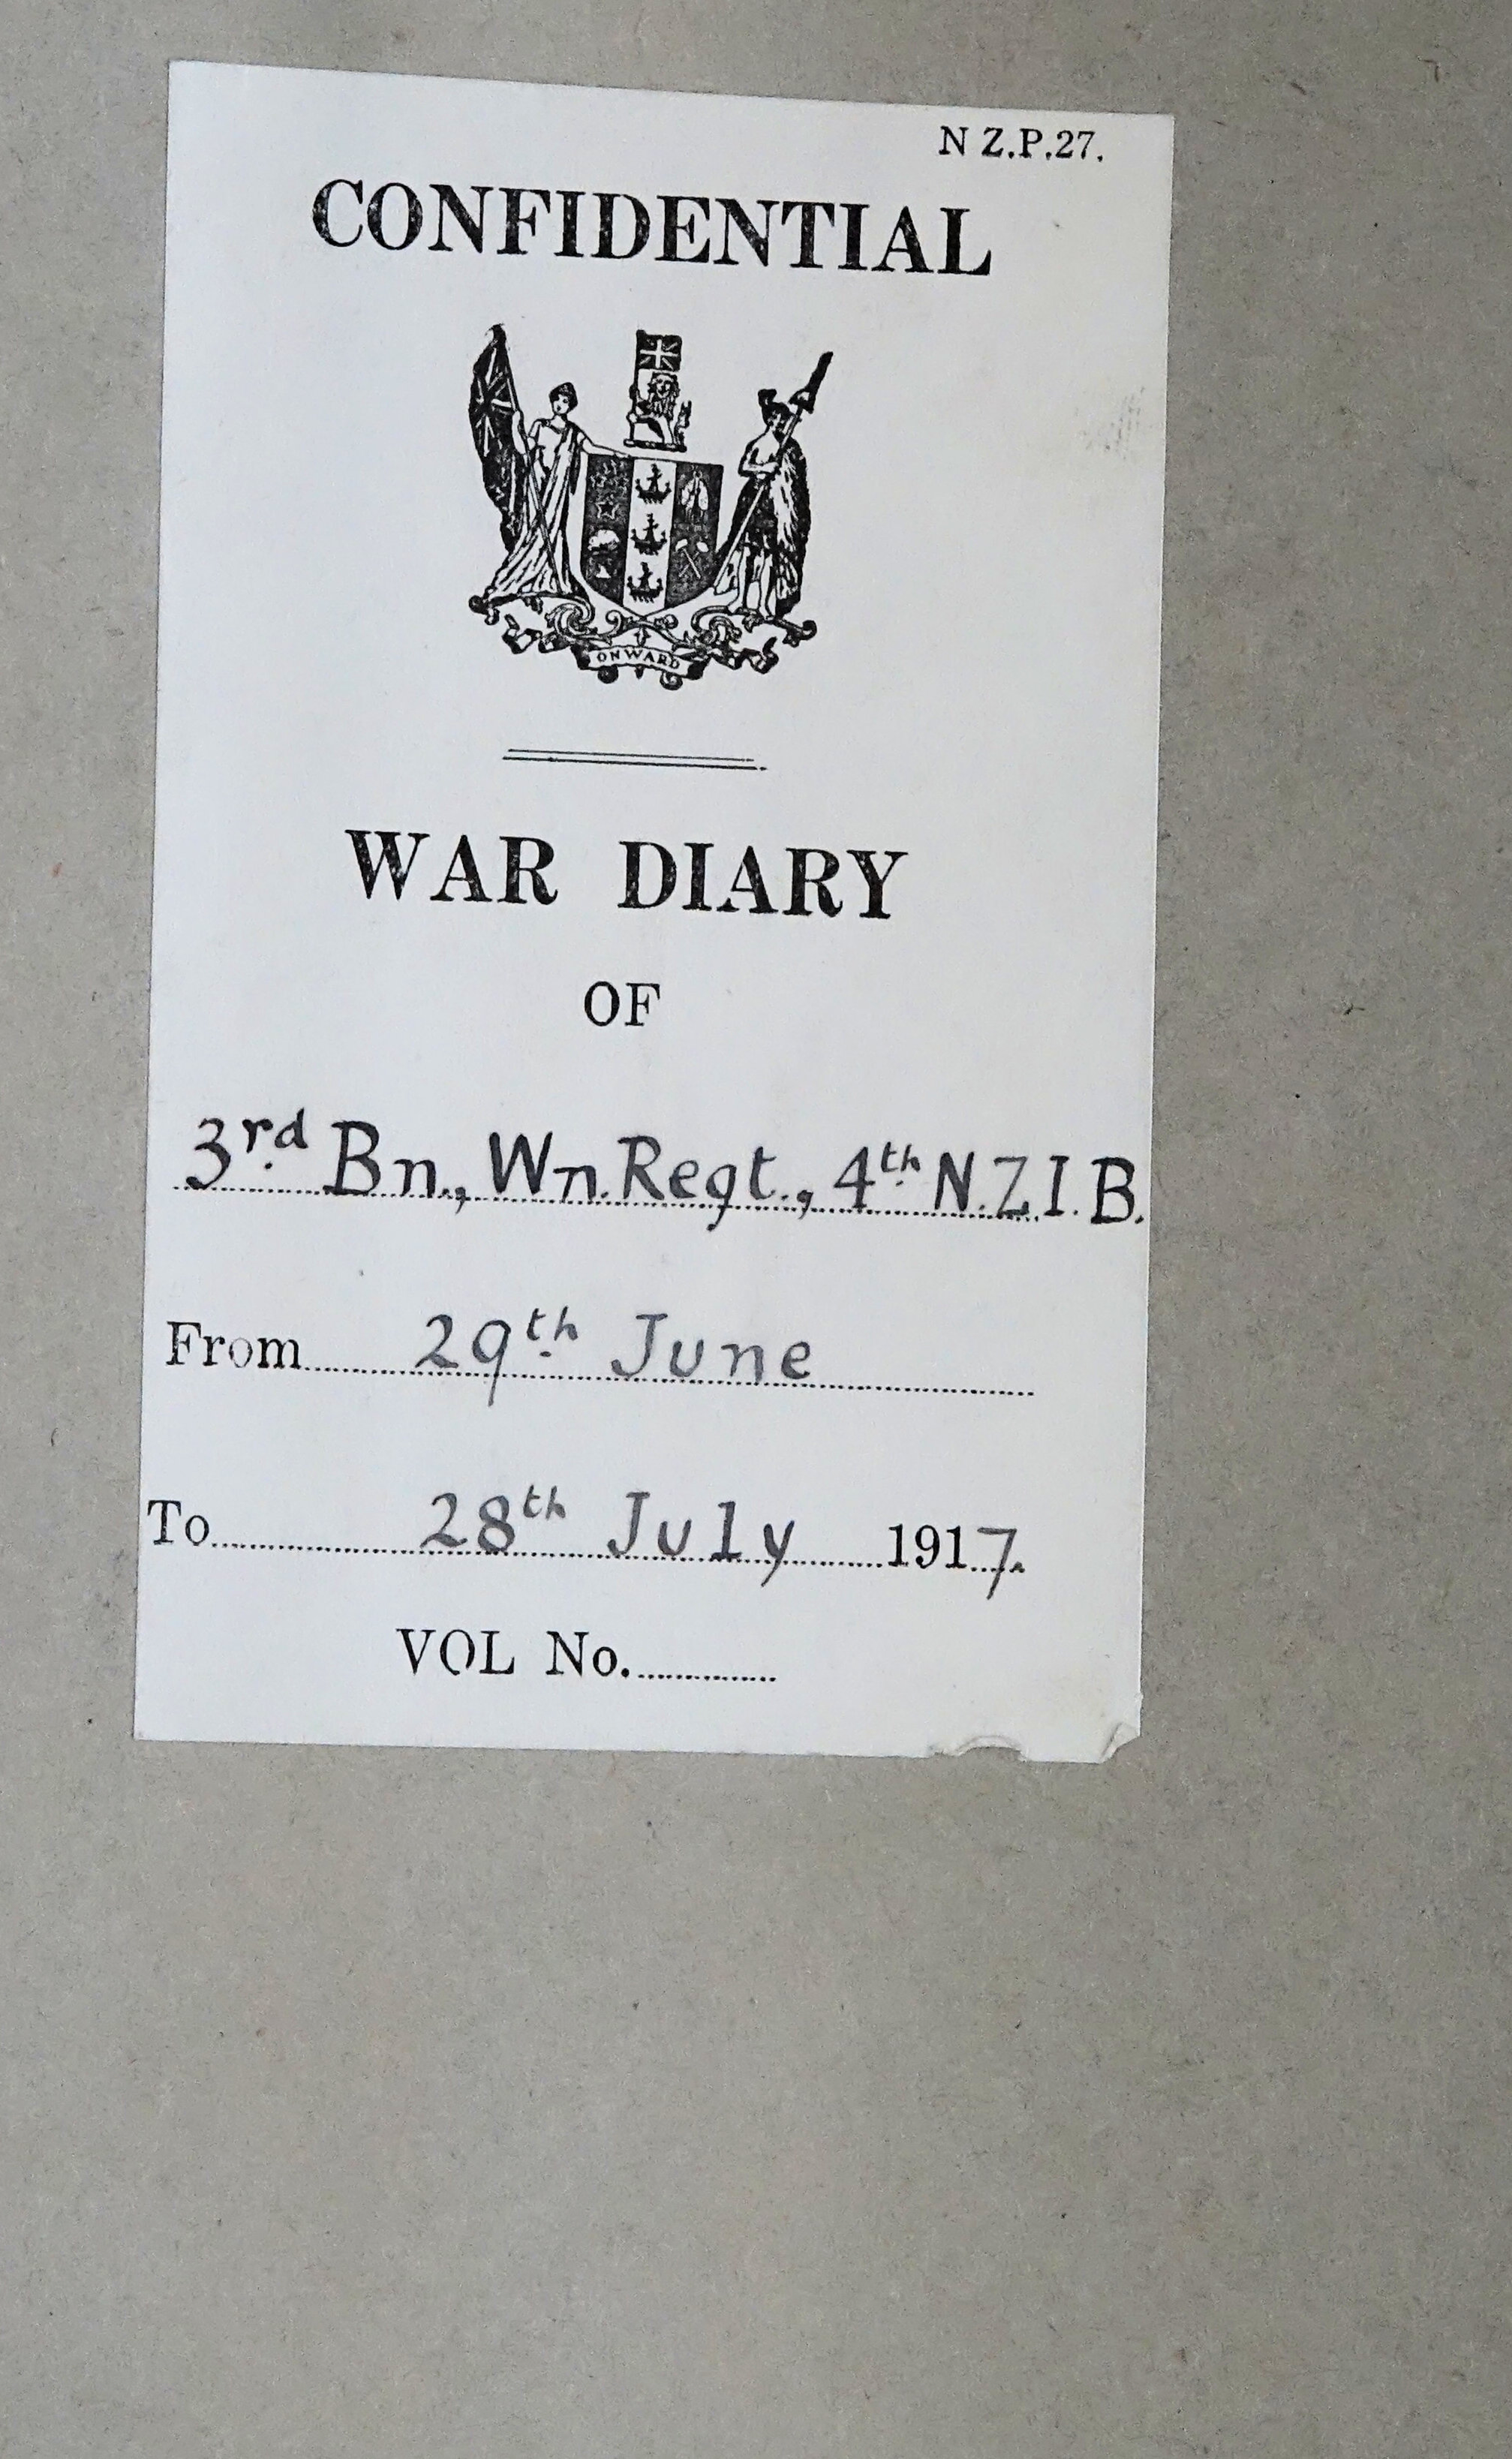 N Z.P.27.
CONFIDENTIAL
ONWARD
WAR DIARY
OF
3rd Bn., Wn. Regt., 4th N.Z.I.B.
From 29th June
To 28th July 1917.
VOL No.